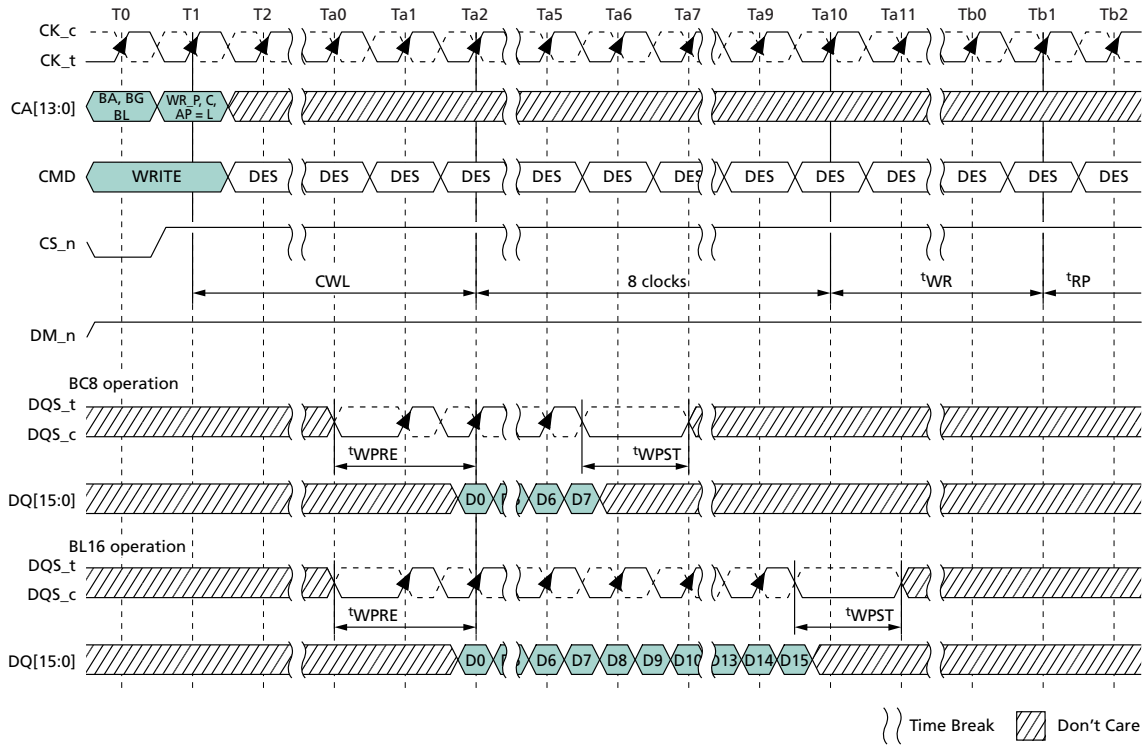 T0 T1 T2 Ta0 Ta1 Ta2 Ta5 Ta6 Ta7 Ta9 Ta10 Ta11 Tb0 Tb1 Tb2
CK_c
CK_t
CA[13:0] BA, BG WR_P, C,
BL AP = L
CMD WRITE DES DES DES DES DES DES DES DES DES DES DES DES DES
CS_n
CWL 8 clocks tWR tRP
DM_n
BC8 operation
DQS_t
DQS_c
tWPRE tWPST
DQ[15:0] D0 D6 D7
BL16 operation
DQS_t
DQS_c
tWPRE tWPST
DQ[15:0] D0 D6 D7 D8 D9 D10 D13 D14 D15
Time Break Don't Care